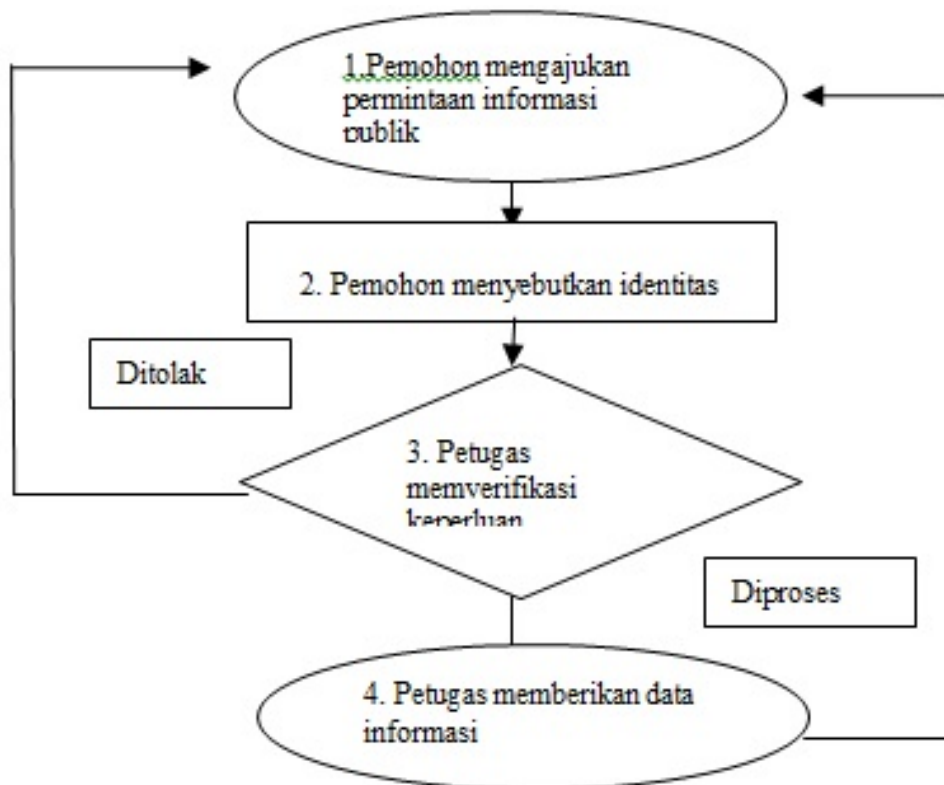 1.Pemohon mengajukan
permintaan informasi
publik
2. Pemohon menyebutkan identitas
Ditolak
3. Petugas
memverifikasi
keperluan
Diproses
4. Petugas memberikan data
informasi